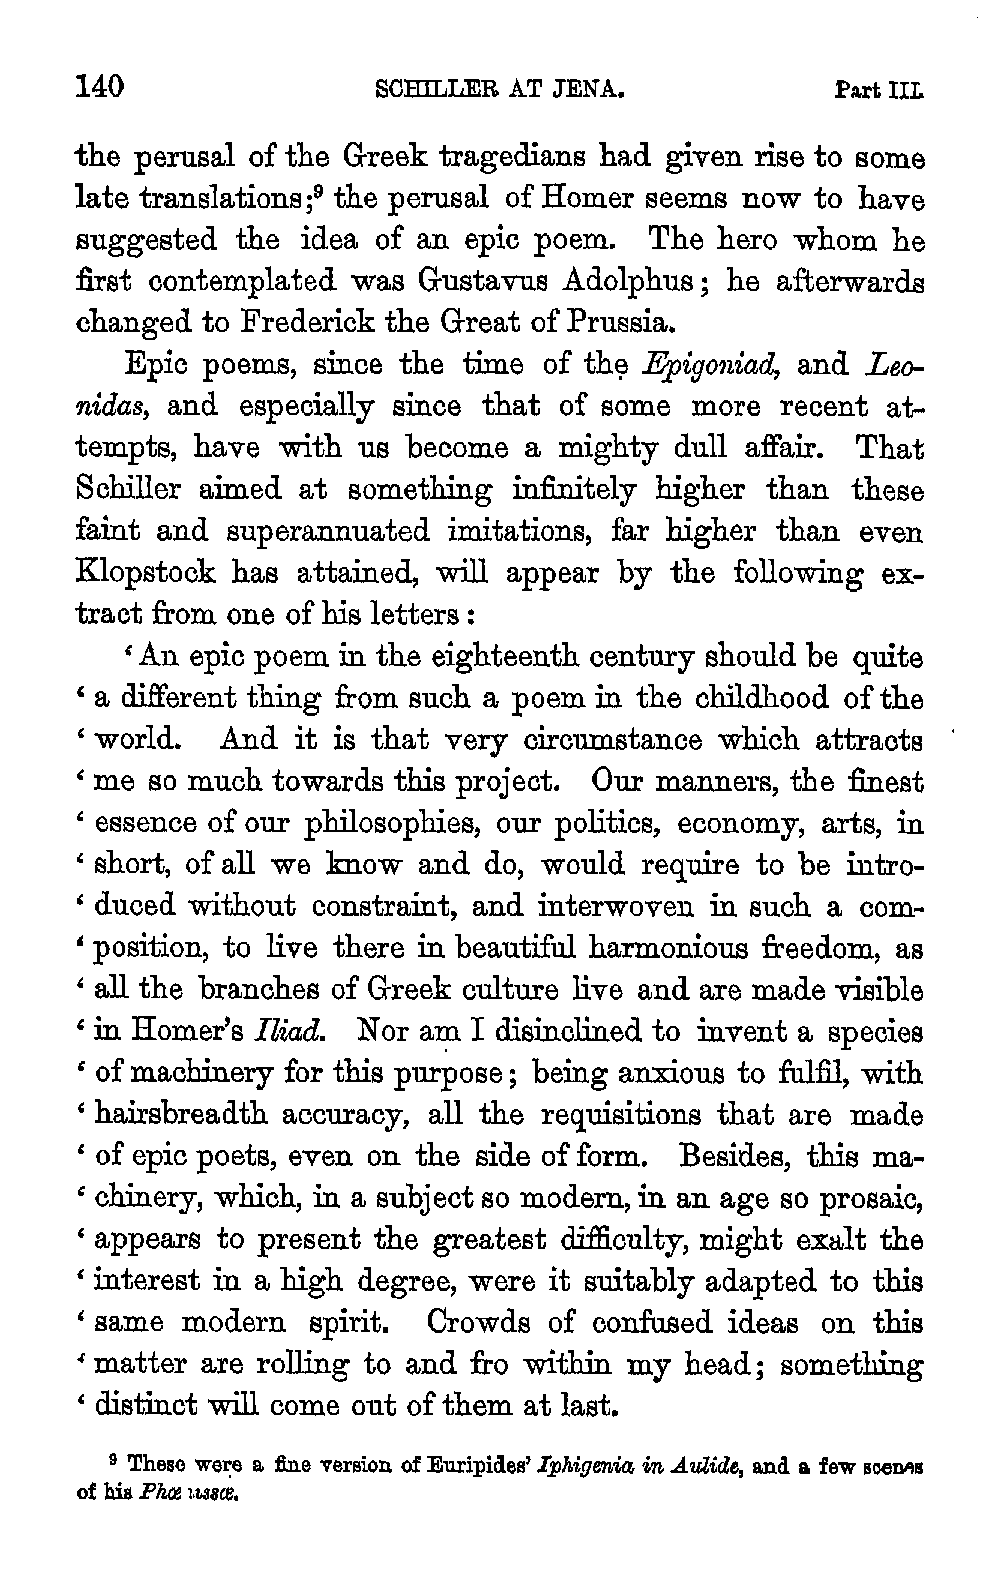 140 SCHILLER AT JENA. Part III.
the perusal of the Greek tragedians had given rise to some
late translations;⁹ the perusal of Homer seems now to have
suggested the idea of an epic poem. The hero whom he
first contemplated was Gustavus Adolphus; he afterwards
changed to Frederick the Great of Prussia.
Epic poems, since the time of the Epigoniad, and Leo-
nidas, and especially since that of some more recent at-
tempts, have with us become a mighty dull affair. That
Schiller aimed at something infinitely higher than these
faint and superannuated imitations, far higher than even
Klopstock has attained, will appear by the following ex-
tract from one of his letters:
‘An epic poem in the eighteenth century should be quite
‘a different thing from such a poem in the childhood of the
‘world. And it is that very circumstance which attracts
‘me so much towards this project. Our manners, the finest
‘essence of our philosophies, our politics, economy, arts, in
‘short, of all we know and do, would require to be intro-
‘duced without constraint, and interwoven in such a com-
‘position, to live there in beautiful harmonious freedom, as
‘all the branches of Greek culture live and are made visible
‘in Homer’s Iliad. Nor am I disinclined to invent a species
‘of machinery for this purpose; being anxious to fulfil, with
‘hairsbreadth accuracy, all the requisitions that are made
‘of epic poets, even on the side of form. Besides, this ma-
‘chinery, which, in a subject so modern, in an age so prosaic,
‘appears to present the greatest difficulty, might exalt the
‘interest in a high degree, were it suitably adapted to this
‘same modern spirit. Crowds of confused ideas on this
‘matter are rolling to and fro within my head; something
‘distinct will come out of them at last.
⁹ These were a fine version of Euripides’ Iphigenia in Aulide, and a few scenes
of his Phœnissæ.